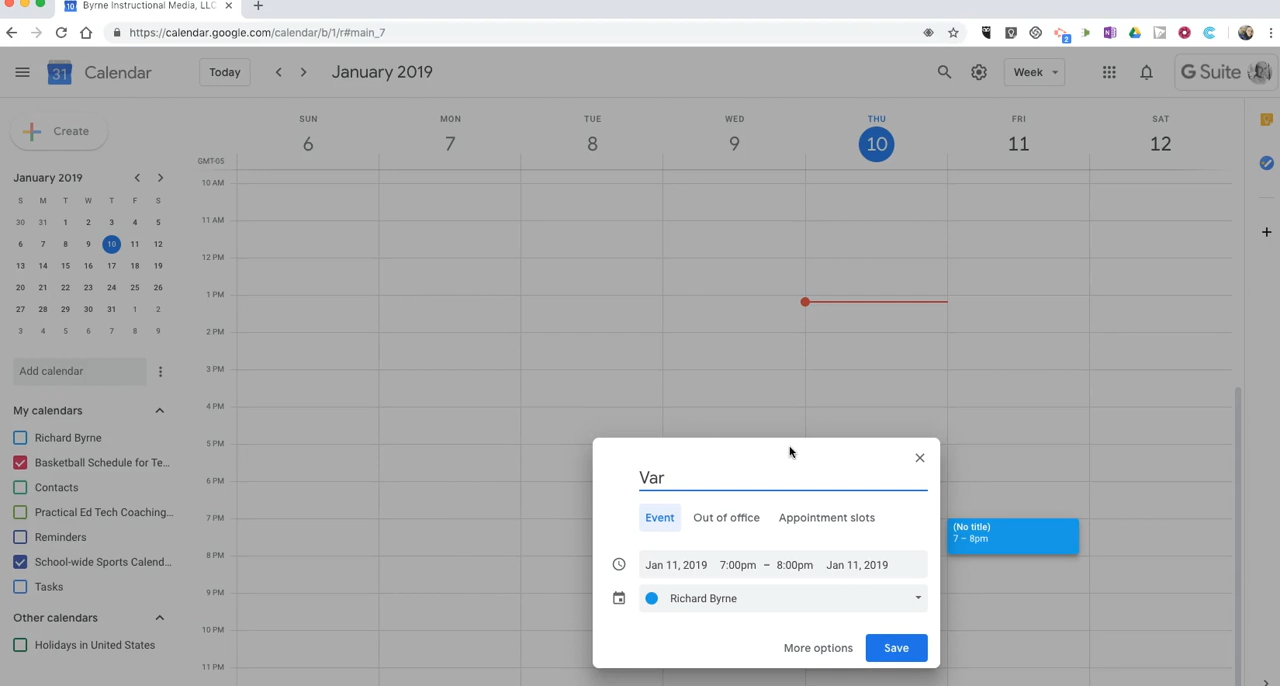 Byrne Instructional Media, LLC
https://calendar.google.com/calendar/b/1/r#main_7
2
31 Calendar
Today
January 2019
Week
G Suite
Create
SUN MON TUE WED THU FRI SAT
6 7 8 9 10 11 12
GMT-05
10 AM
11 AM
12 PM
1 PM
2 PM
3 PM
4 PM
5 PM
6 PM
7 PM
8 PM
9 PM
10 PM
11 PM
January 2019
S M T W T F S
30 31 1 2 3 4 5
6 7 8 9 10 11 12
13 14 15 16 17 18 19
20 21 22 23 24 25 26
27 28 29 30 31 1 2
3 4 5 6 7 8 9
Add calendar
My calendars
Richard Byrne
Basketball Schedule for Te...
Contacts
Practical Ed Tech Coaching...
Reminders
School-wide Sports Calend...
Tasks
Other calendars
Holidays in United States
Var
Event Out of office Appointment slots
Jan 11, 2019 7:00pm – 8:00pm Jan 11, 2019
Richard Byrne
More options Save
(No title)
7 – 8pm